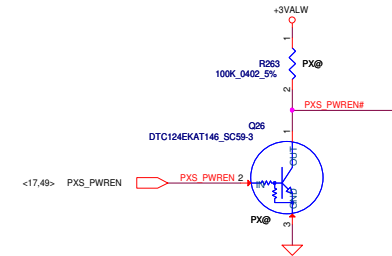 +3VALW
1
R263
PX@
100K_0402_5%
2
PXS_PWREN#
Q26
1
DTC124EKAT146_SC59-3
OUT
<17,49>
PXS_PWREN
PXS_PWREN
2
IN
GND
PX@
3